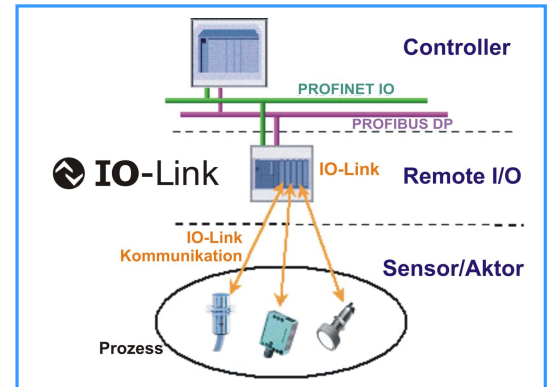 Controller
PROFINET IO
PROFIBUS DP
IO-Link
IO-Link
Remote I/O
IO-Link
Kommunikation
Sensor/Aktor
Prozess